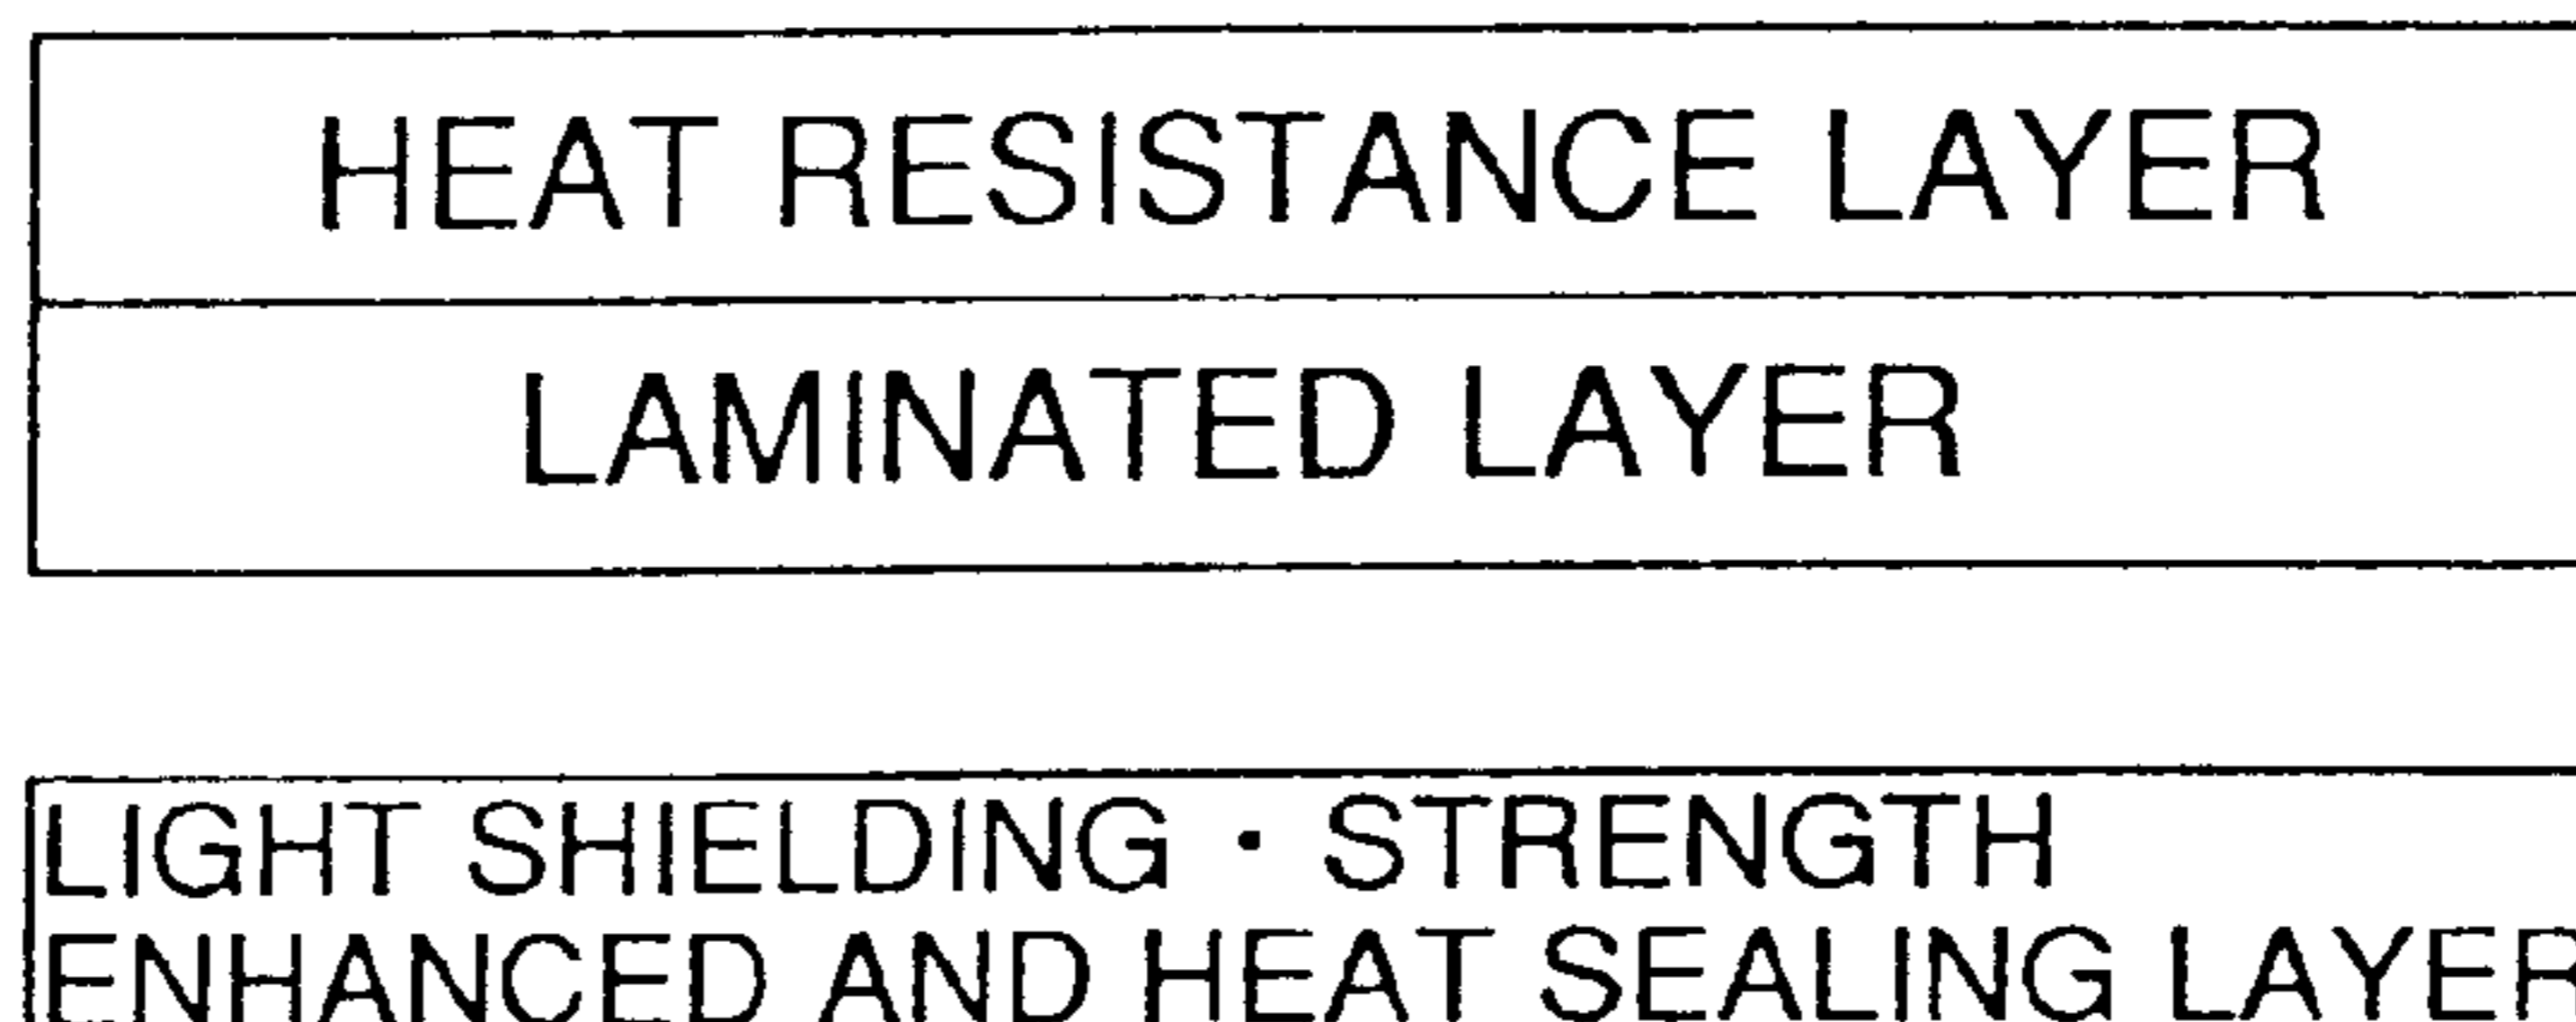 HEAT RESISTANCE LAYER
LAMINATED LAYER
LIGHT SHIELDING · STRENGTH
ENHANCED AND HEAT SEALING LAYER